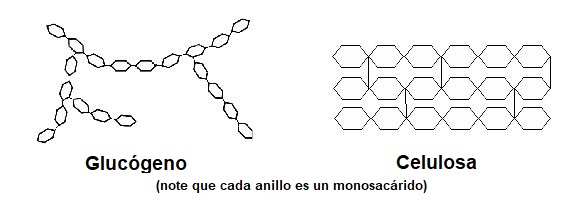 Glucógeno
Celulosa
(note que cada anillo es un monosacárido)